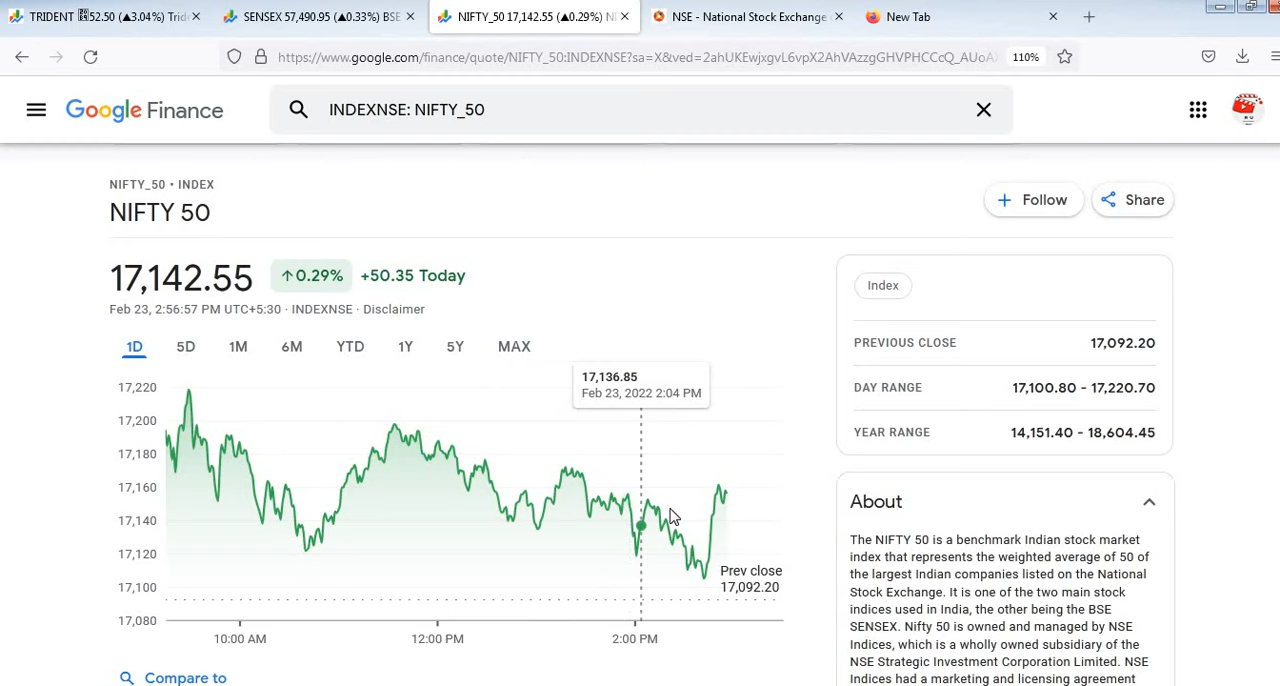 TRIDENT 52.50 (▲3.04%) Trid
SENSEX 57,490.95 (▲0.33%) BSE
NIFTY_50 17,142.55 (▲0.29%) NI
NSE - National Stock Exchange
New Tab
https://www.google.com/finance/quote/NIFTY_50:INDEXNSE?sa=X&ved=2ahUKEwjxgvL6vpX2AhVAzzgGHVPHCCcQ_AUoAX
110%
Google Finance
INDEXNSE: NIFTY_50
NIFTY_50 • INDEX
NIFTY 50
+ Follow
Share
17,142.55
↑0.29%
+50.35 Today
Feb 23, 2:56:57 PM UTC+5:30 · INDEXNSE · Disclaimer
1D 5D 1M 6M YTD 1Y 5Y MAX
17,136.85
Feb 23, 2022 2:04 PM
17,220
17,200
17,180
17,160
17,140
17,120
17,100
17,080
Prev close
17,092.20
10:00 AM 12:00 PM 2:00 PM
Compare to
Index
PREVIOUS CLOSE 17,092.20
DAY RANGE 17,100.80 - 17,220.70
YEAR RANGE 14,151.40 - 18,604.45
About
The NIFTY 50 is a benchmark Indian stock market
index that represents the weighted average of 50 of
the largest Indian companies listed on the National
Stock Exchange. It is one of the two main stock
indices used in India, the other being the BSE
SENSEX. Nifty 50 is owned and managed by NSE
Indices, which is a wholly owned subsidiary of the
NSE Strategic Investment Corporation Limited. NSE
Indices had a marketing and licensing agreement